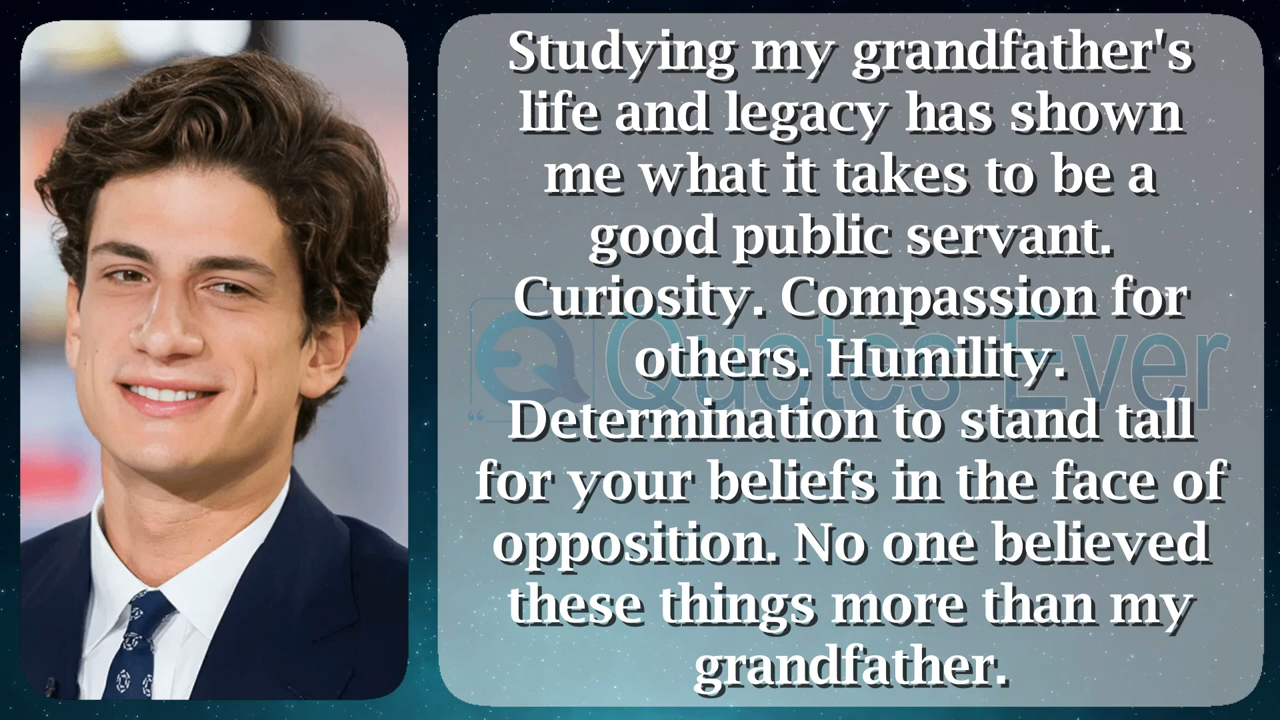 Studying my grandfather's
life and legacy has shown
me what it takes to be a
good public servant.
Curiosity. Compassion for
others. Humility.
Determination to stand tall
for your beliefs in the face of
opposition. No one believed
these things more than my
grandfather.
Quotes Ever